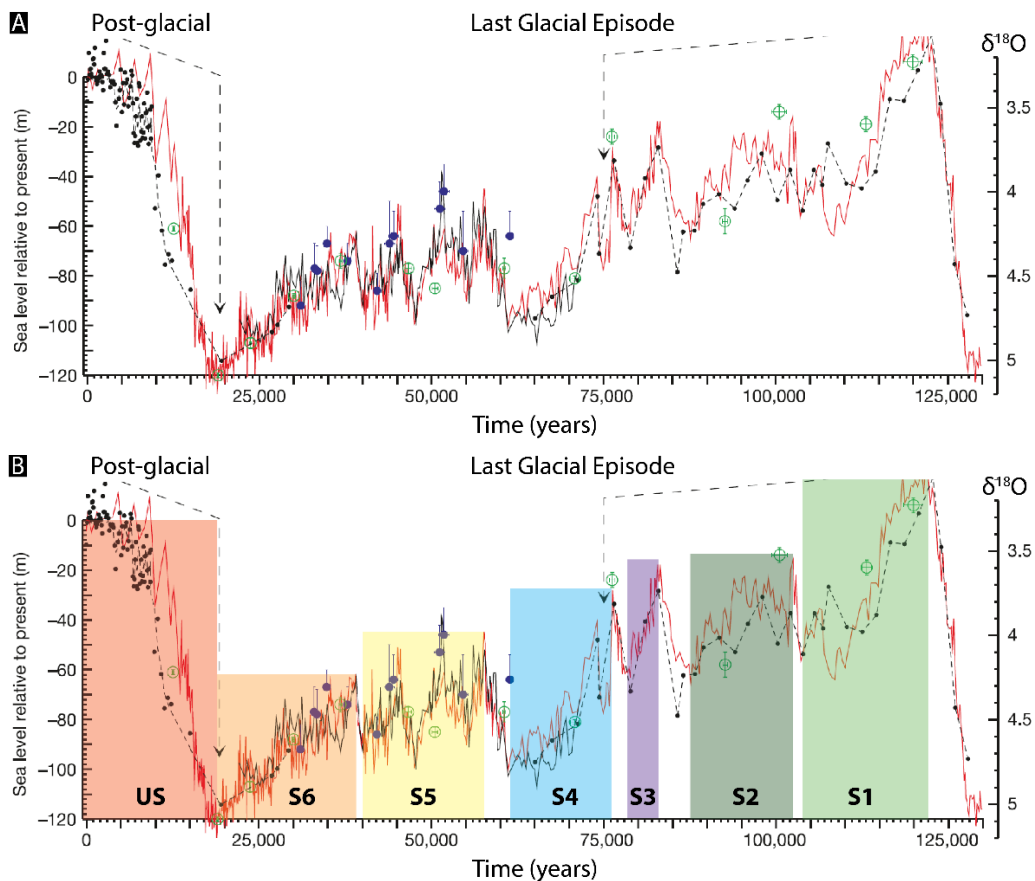 A
Post-glacial Last Glacial Episode
δ18O
0
−20
−40
−60
−80
−100
−120
Sea level relative to present (m)
3.5
4
4.5
5
0 25,000 50,000 75,000 100,000 125,000
Time (years)
B
Post-glacial Last Glacial Episode
δ18O
0
−20
−40
−60
−80
−100
−120
Sea level relative to present (m)
3.5
4
4.5
5
US S6 S5 S4 S3 S2 S1
0 25,000 50,000 75,000 100,000 125,000
Time (years)